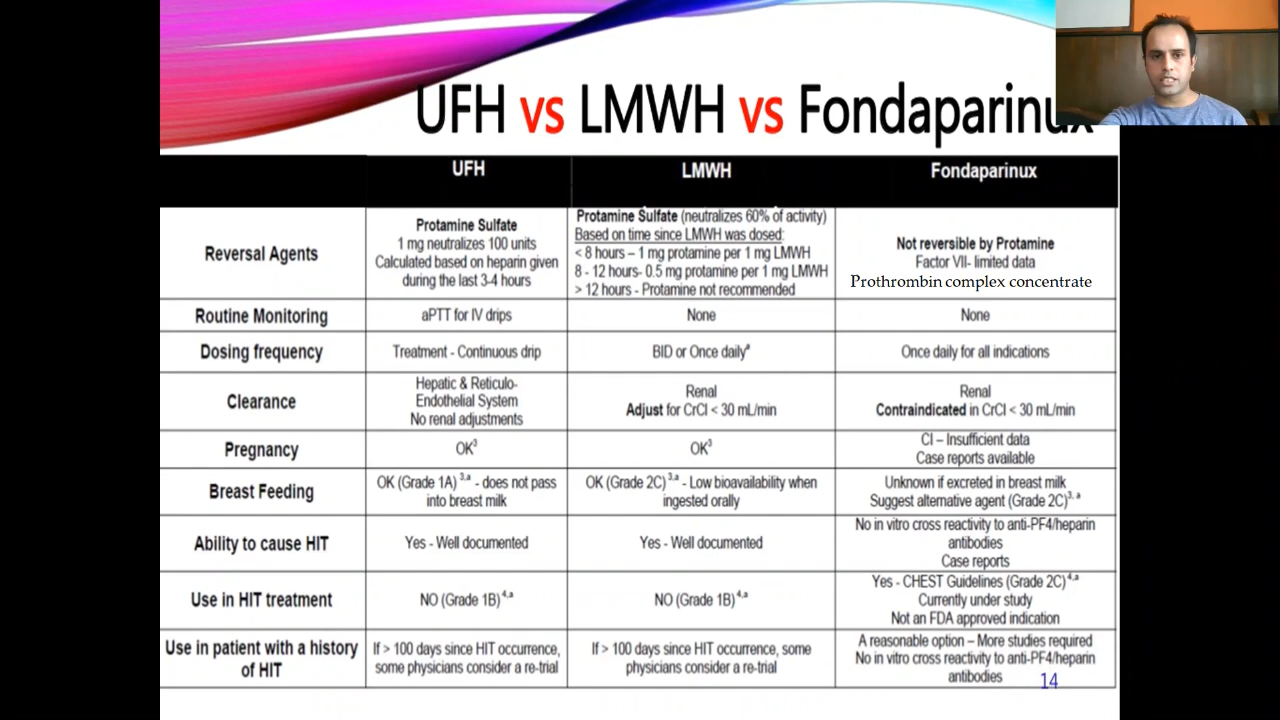 UFH vs LMWH vs Fondaparinux
UFH
LMWH
Fondaparinux
Reversal Agents
Protamine Sulfate
1 mg neutralizes 100 units
Calculated based on heparin given
during the last 3-4 hours
Protamine Sulfate (neutralizes 60% of activity)
Based on time since LMWH was dosed:
< 8 hours – 1 mg protamine per 1 mg LMWH
8 - 12 hours- 0.5 mg protamine per 1 mg LMWH
> 12 hours - Protamine not recommended
Not reversible by Protamine
Factor VII- limited data
Prothrombin complex concentrate
Routine Monitoring
aPTT for IV drips
None
None
Dosing frequency
Treatment - Continuous drip
BID or Once dailyᵃ
Once daily for all indications
Clearance
Hepatic & Reticulo-
Endothelial System
No renal adjustments
Renal
Adjust for CrCl < 30 mL/min
Renal
Contraindicated in CrCl < 30 mL/min
Pregnancy
OK³
OK³
CI – Insufficient data
Case reports available
Breast Feeding
OK (Grade 1A) ³,ᵃ - does not pass
into breast milk
OK (Grade 2C) ³,ᵃ - Low bioavailability when
ingested orally
Unknown if excreted in breast milk
Suggest alternative agent (Grade 2C)³, ᵃ
Ability to cause HIT
Yes - Well documented
Yes - Well documented
No in vitro cross reactivity to anti-PF4/heparin
antibodies
Case reports
Use in HIT treatment
NO (Grade 1B)⁴,ᵃ
NO (Grade 1B)⁴,ᵃ
Yes - CHEST Guidelines (Grade 2C)⁴,ᵃ
Currently under study
Not an FDA approved indication
Use in patient with a history
of HIT
If > 100 days since HIT occurrence,
some physicians consider a re-trial
If > 100 days since HIT occurrence, some
physicians consider a re-trial
A reasonable option – More studies required
No in vitro cross reactivity to anti-PF4/heparin
antibodies
14